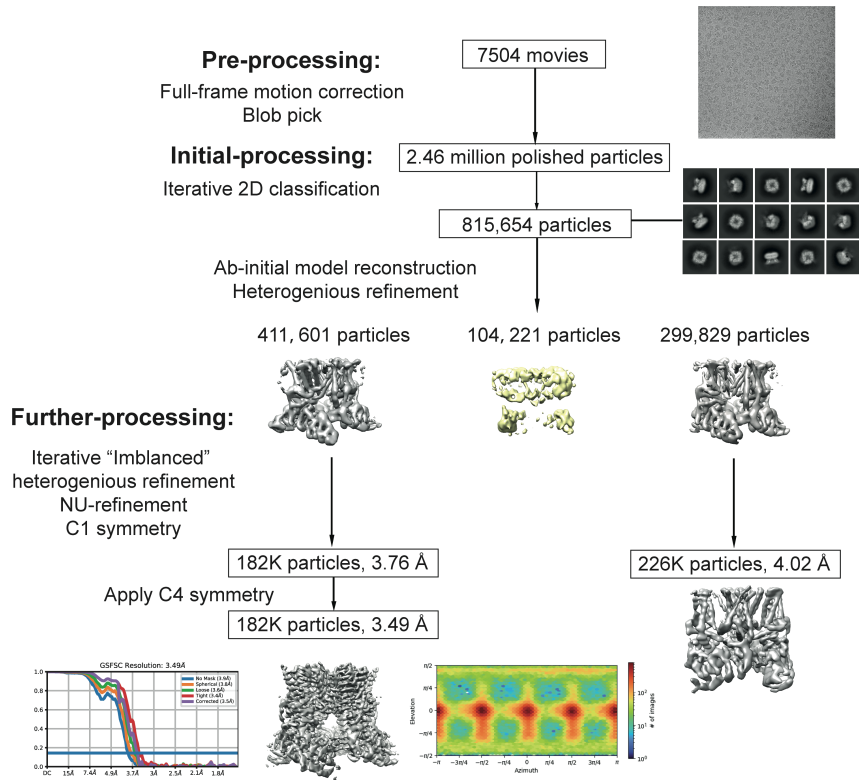 Pre-processing:
7504 movies
Full-frame motion correction
Blob pick
Initial-processing:
2.46 million polished particles
Iterative 2D classification
815,654 particles
Ab-initial model reconstruction
Heterogenious refinement
411, 601 particles
104, 221 particles
299,829 particles
Further-processing:
Iterative “Imblanced”
heterogenious refinement
NU-refinement
C1 symmetry
182K particles, 3.76 Å
226K particles, 4.02 Å
Apply C4 symmetry
182K particles, 3.49 Å
GSFSC Resolution: 3.49Å
No Mask (3.9Å)
Spherical (3.8Å)
Loose (3.6Å)
Tight (3.4Å)
Corrected (3.5Å)
1.0
0.8
0.6
0.4
0.2
0.0
DC 15Å 7.4Å 4.9Å 3.7Å 3Å 2.5Å 2.1Å 1.8Å
Elevation
π/2
π/4
0
−π/4
−π/2
−π −3π/4 −π/2 −π/4 0 π/4 π/2 3π/4 π
Azimuth
10²
10¹
10⁰
# of images